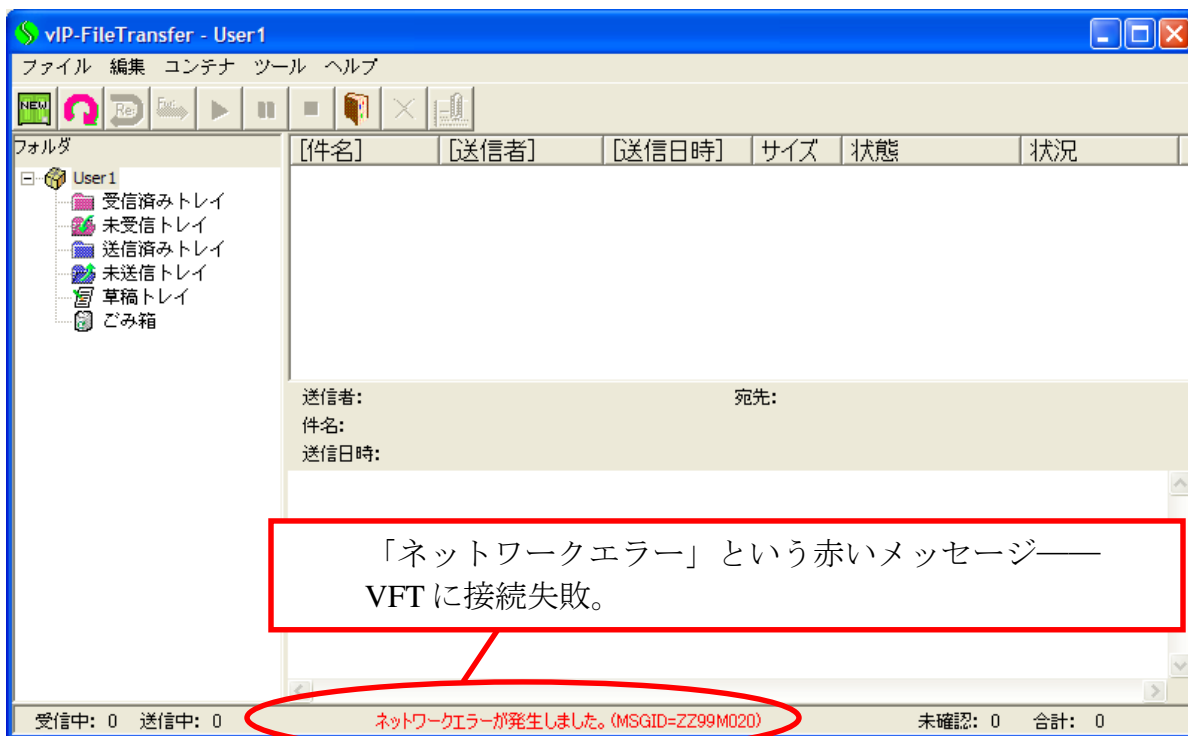 vIP-FileTransfer - User1
ファイル 編集 コンテナ ツール ヘルプ
NEW Re: Fw:
フォルダ
[件名] [送信者] [送信日時] サイズ 状態 状況
User1
受信済みトレイ
未受信トレイ
送信済みトレイ
未送信トレイ
草稿トレイ
ごみ箱
送信者: 宛先:
件名:
送信日時:
「ネットワークエラー」という赤いメッセージ——
VFTに接続失敗。
受信中: 0 送信中: 0 ネットワークエラーが発生しました。(MSGID=ZZ99M020) 未確認: 0 合計: 0